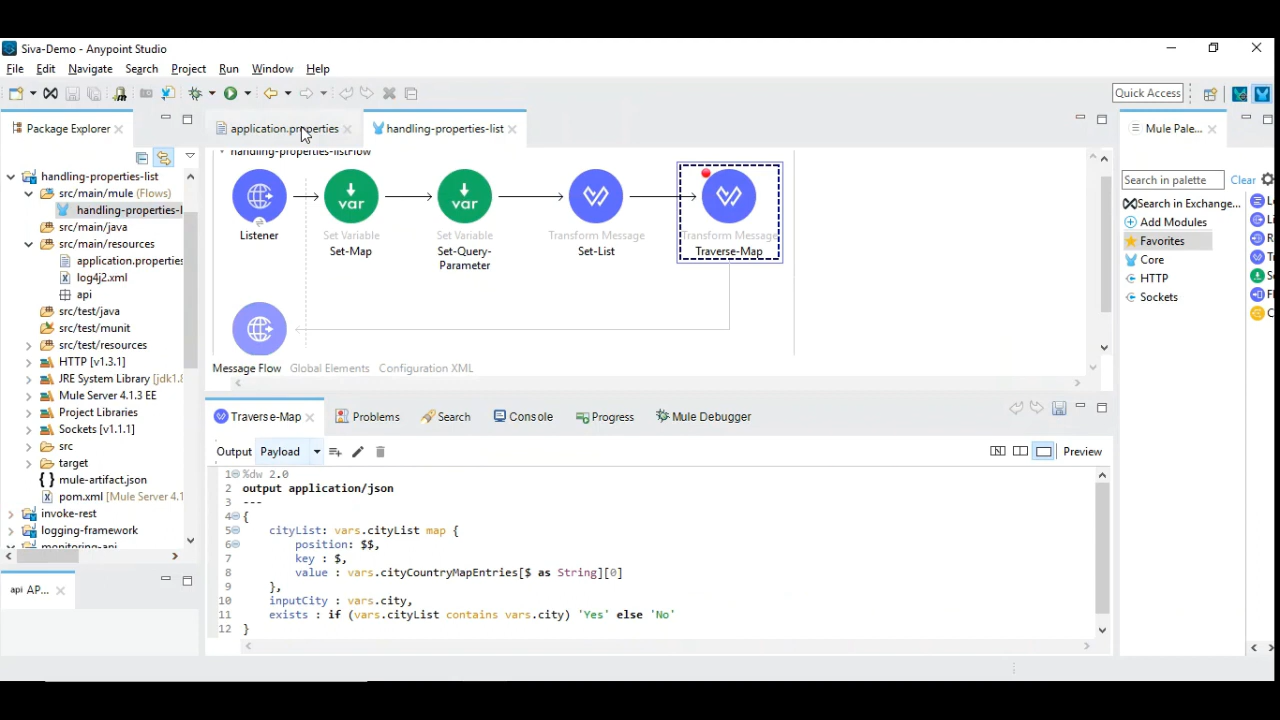 Siva-Demo - Anypoint Studio
File Edit Navigate Search Project Run Window Help
Quick Access
Package Explorer
application.properties
handling-properties-list
Mule Pale...
handling-properties-list
src/main/mule (Flows)
handling-properties-l
src/main/java
src/main/resources
application.properties
log4j2.xml
api
src/test/java
src/test/munit
src/test/resources
HTTP [v1.3.1]
JRE System Library [jdk1.8
Mule Server 4.1.3 EE
Project Libraries
Sockets [v1.1.1]
src
target
mule-artifact.json
pom.xml [Mule Server 4.1
invoke-rest
logging-framework
monitoring-api
api AP...
handling-properties-listFlow
Listener
Set Variable
Set-Map
Set Variable
Set-Query-
Parameter
Transform Message
Set-List
Transform Message
Traverse-Map
Message Flow Global Elements Configuration XML
Search in palette Clear
Search in Exchange...
Add Modules
Favorites
Core
HTTP
Sockets
Traverse-Map Problems Search Console Progress Mule Debugger
Output Payload Preview
1 %dw 2.0
2 output application/json
3 ---
4 {
5 cityList: vars.cityList map {
6 position: $$,
7 key : $,
8 value : vars.cityCountryMapEntries[$ as String][0]
9 },
10 inputCity : vars.city,
11 exists : if (vars.cityList contains vars.city) 'Yes' else 'No'
12 }